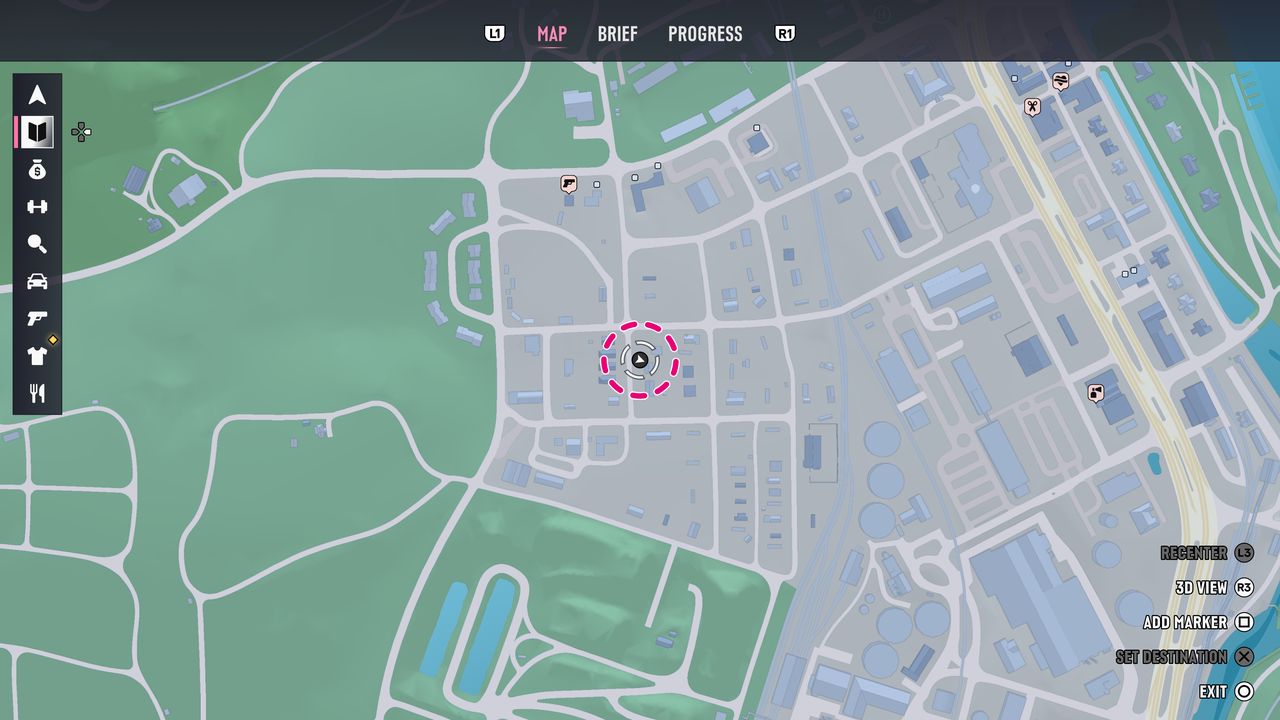 L1 MAP BRIEF PROGRESS R1
$
RECENTER L3
3D VIEW R3
ADD MARKER
SET DESTINATION
EXIT